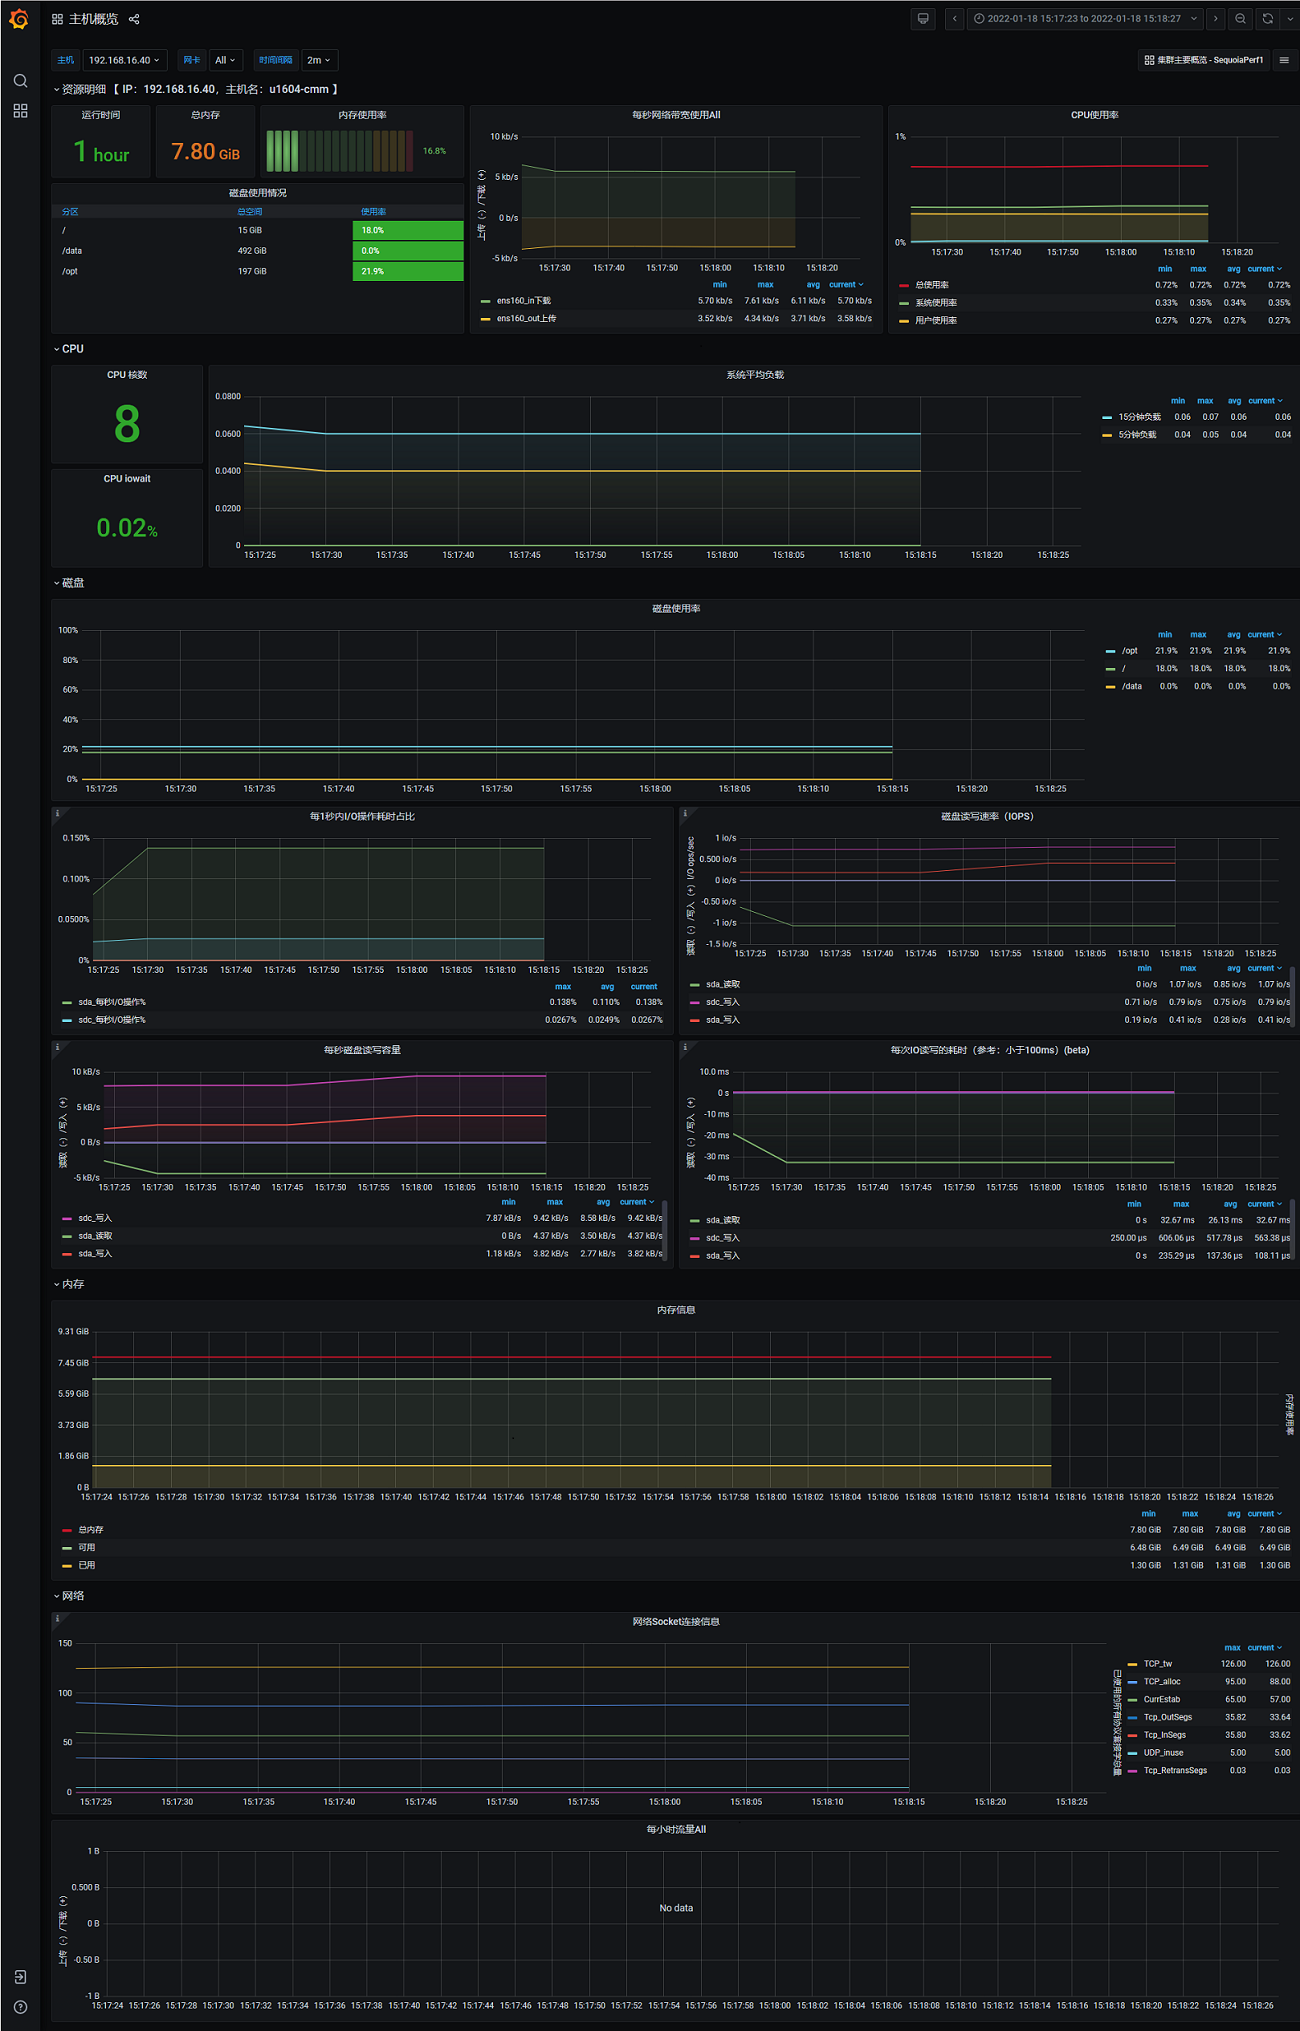 主机概览
2022-01-18 15:17:23 to 2022-01-18 15:18:27
主机 192.168.16.40 网卡 All 时间间隔 2m 集群主要概览 - SequoiaPerf1
资源明细 【 IP：192.168.16.40，主机名：u1604-cmm 】
运行时间
1 hour
总内存
7.80 GiB
内存使用率
16.8%
磁盘使用情况
分区 总空间 使用率
/ 15 GiB 18.0%
/data 492 GiB 0.0%
/opt 197 GiB 21.9%
每秒网络带宽使用All
上传（-）/下载（+）
10 kb/s
5 kb/s
0 b/s
-5 kb/s
15:17:30 15:17:40 15:17:50 15:18:00 15:18:10 15:18:20
min max avg current
ens160_in下载 5.70 kb/s 7.61 kb/s 6.11 kb/s 5.70 kb/s
ens160_out上传 3.52 kb/s 4.34 kb/s 3.71 kb/s 3.58 kb/s
CPU使用率
1%
0%
15:17:30 15:17:40 15:17:50 15:18:00 15:18:10 15:18:20
min max avg current
总使用率 0.72% 0.72% 0.72% 0.72%
系统使用率 0.33% 0.35% 0.34% 0.35%
用户使用率 0.27% 0.27% 0.27% 0.27%
CPU
CPU 核数
8
CPU iowait
0.02%
系统平均负载
0.0800
0.0600
0.0400
0.0200
0
15:17:25 15:17:30 15:17:35 15:17:40 15:17:45 15:17:50 15:17:55 15:18:00 15:18:05 15:18:10 15:18:15 15:18:20 15:18:25
min max avg current
15分钟负载 0.06 0.07 0.06 0.06
5分钟负载 0.04 0.05 0.04 0.04
磁盘
磁盘使用率
100%
80%
60%
40%
20%
0%
15:17:25 15:17:30 15:17:35 15:17:40 15:17:45 15:17:50 15:17:55 15:18:00 15:18:05 15:18:10 15:18:15 15:18:20 15:18:25
min max avg current
/opt 21.9% 21.9% 21.9% 21.9%
/ 18.0% 18.0% 18.0% 18.0%
/data 0.0% 0.0% 0.0% 0.0%
每1秒内I/O操作耗时占比
0.150%
0.100%
0.0500%
0%
15:17:25 15:17:30 15:17:35 15:17:40 15:17:45 15:17:50 15:17:55 15:18:00 15:18:05 15:18:10 15:18:15 15:18:20 15:18:25
max avg current
sda_每秒I/O操作% 0.138% 0.110% 0.138%
sdc_每秒I/O操作% 0.0267% 0.0249% 0.0267%
磁盘读写速率（IOPS）
读取（-）/写入（+）I/O ops/sec
1 io/s
0.500 io/s
0 io/s
-0.50 io/s
-1 io/s
-1.5 io/s
15:17:25 15:17:30 15:17:35 15:17:40 15:17:45 15:17:50 15:17:55 15:18:00 15:18:05 15:18:10 15:18:15 15:18:20 15:18:25
min max avg current
sda_读取 0 io/s 1.07 io/s 0.85 io/s 1.07 io/s
sdc_写入 0.71 io/s 0.79 io/s 0.75 io/s 0.79 io/s
sda_写入 0.19 io/s 0.41 io/s 0.28 io/s 0.41 io/s
每秒磁盘读写容量
读取（-）/写入（+）
10 kB/s
5 kB/s
0 B/s
-5 kB/s
15:17:25 15:17:30 15:17:35 15:17:40 15:17:45 15:17:50 15:17:55 15:18:00 15:18:05 15:18:10 15:18:15 15:18:20 15:18:25
min max avg current
sdc_写入 7.87 kB/s 9.42 kB/s 8.58 kB/s 9.42 kB/s
sda_读取 0 B/s 4.37 kB/s 3.50 kB/s 4.37 kB/s
sda_写入 1.18 kB/s 3.82 kB/s 2.77 kB/s 3.82 kB/s
每次IO读写的耗时（参考：小于100ms）(beta)
读取（-）/写入（+）
10.0 ms
0 s
-10 ms
-20 ms
-30 ms
-40 ms
15:17:25 15:17:30 15:17:35 15:17:40 15:17:45 15:17:50 15:17:55 15:18:00 15:18:05 15:18:10 15:18:15 15:18:20 15:18:25
min max avg current
sda_读取 0 s 32.67 ms 26.13 ms 32.67 ms
sdc_写入 250.00 µs 606.06 µs 517.78 µs 563.38 µs
sda_写入 0 s 235.29 µs 137.36 µs 108.11 µs
内存
内存信息
9.31 GiB
7.45 GiB
5.59 GiB
3.73 GiB
1.86 GiB
0 B
内存使用率
15:17:24 15:17:26 15:17:28 15:17:30 15:17:32 15:17:34 15:17:36 15:17:38 15:17:40 15:17:42 15:17:44 15:17:46 15:17:48 15:17:50 15:17:52 15:17:54 15:17:56 15:17:58 15:18:00 15:18:02 15:18:04 15:18:06 15:18:08 15:18:10 15:18:12 15:18:14 15:18:16 15:18:18 15:18:20 15:18:22 15:18:24 15:18:26
min max avg current
总内存 7.80 GiB 7.80 GiB 7.80 GiB 7.80 GiB
可用 6.48 GiB 6.49 GiB 6.49 GiB 6.49 GiB
已用 1.30 GiB 1.31 GiB 1.31 GiB 1.30 GiB
网络
网络Socket连接信息
150
100
50
0
15:17:25 15:17:30 15:17:35 15:17:40 15:17:45 15:17:50 15:17:55 15:18:00 15:18:05 15:18:10 15:18:15 15:18:20 15:18:25
已使用的所有协议套接字总量
max current
TCP_tw 126.00 126.00
TCP_alloc 95.00 88.00
CurrEstab 65.00 57.00
Tcp_OutSegs 35.82 33.64
Tcp_InSegs 35.80 33.62
UDP_inuse 5.00 5.00
Tcp_RetransSegs 0.03 0.03
每小时流量All
上传（-）/下载（+）
1 B
0.500 B
0 B
-0.50 B
-1 B
No data
15:17:24 15:17:26 15:17:28 15:17:30 15:17:32 15:17:34 15:17:36 15:17:38 15:17:40 15:17:42 15:17:44 15:17:46 15:17:48 15:17:50 15:17:52 15:17:54 15:17:56 15:17:58 15:18:00 15:18:02 15:18:04 15:18:06 15:18:08 15:18:10 15:18:12 15:18:14 15:18:16 15:18:18 15:18:20 15:18:22 15:18:24 15:18:26